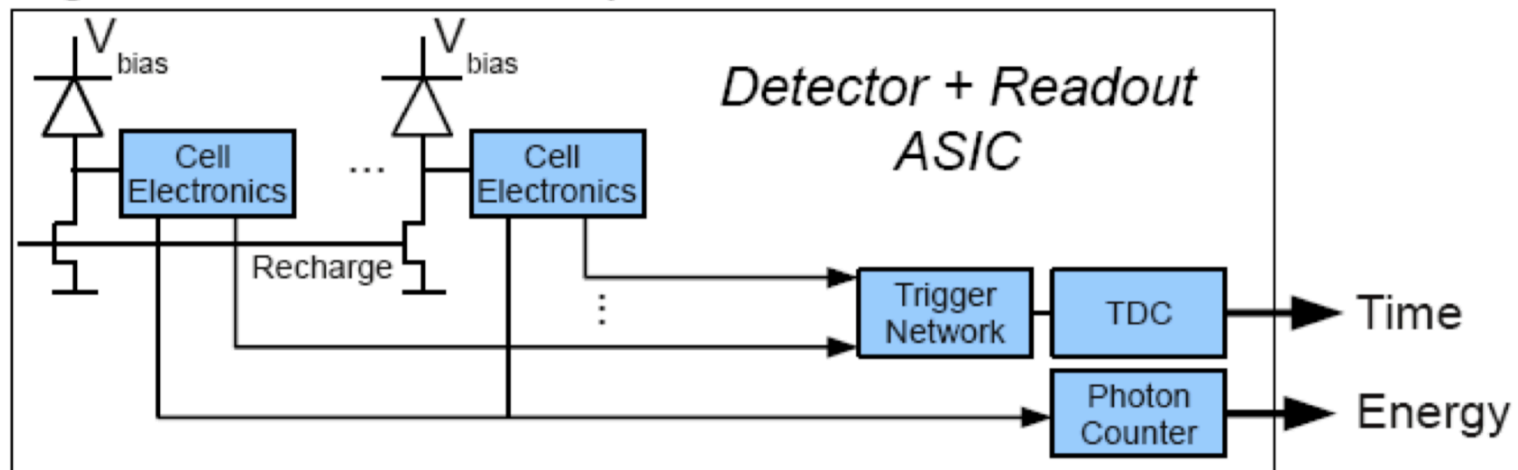 V
bias
V
bias
Detector + Readout
ASIC
Cell
Electronics
...
Cell
Electronics
Recharge
...
Trigger
Network
TDC
Time
Photon
Counter
Energy